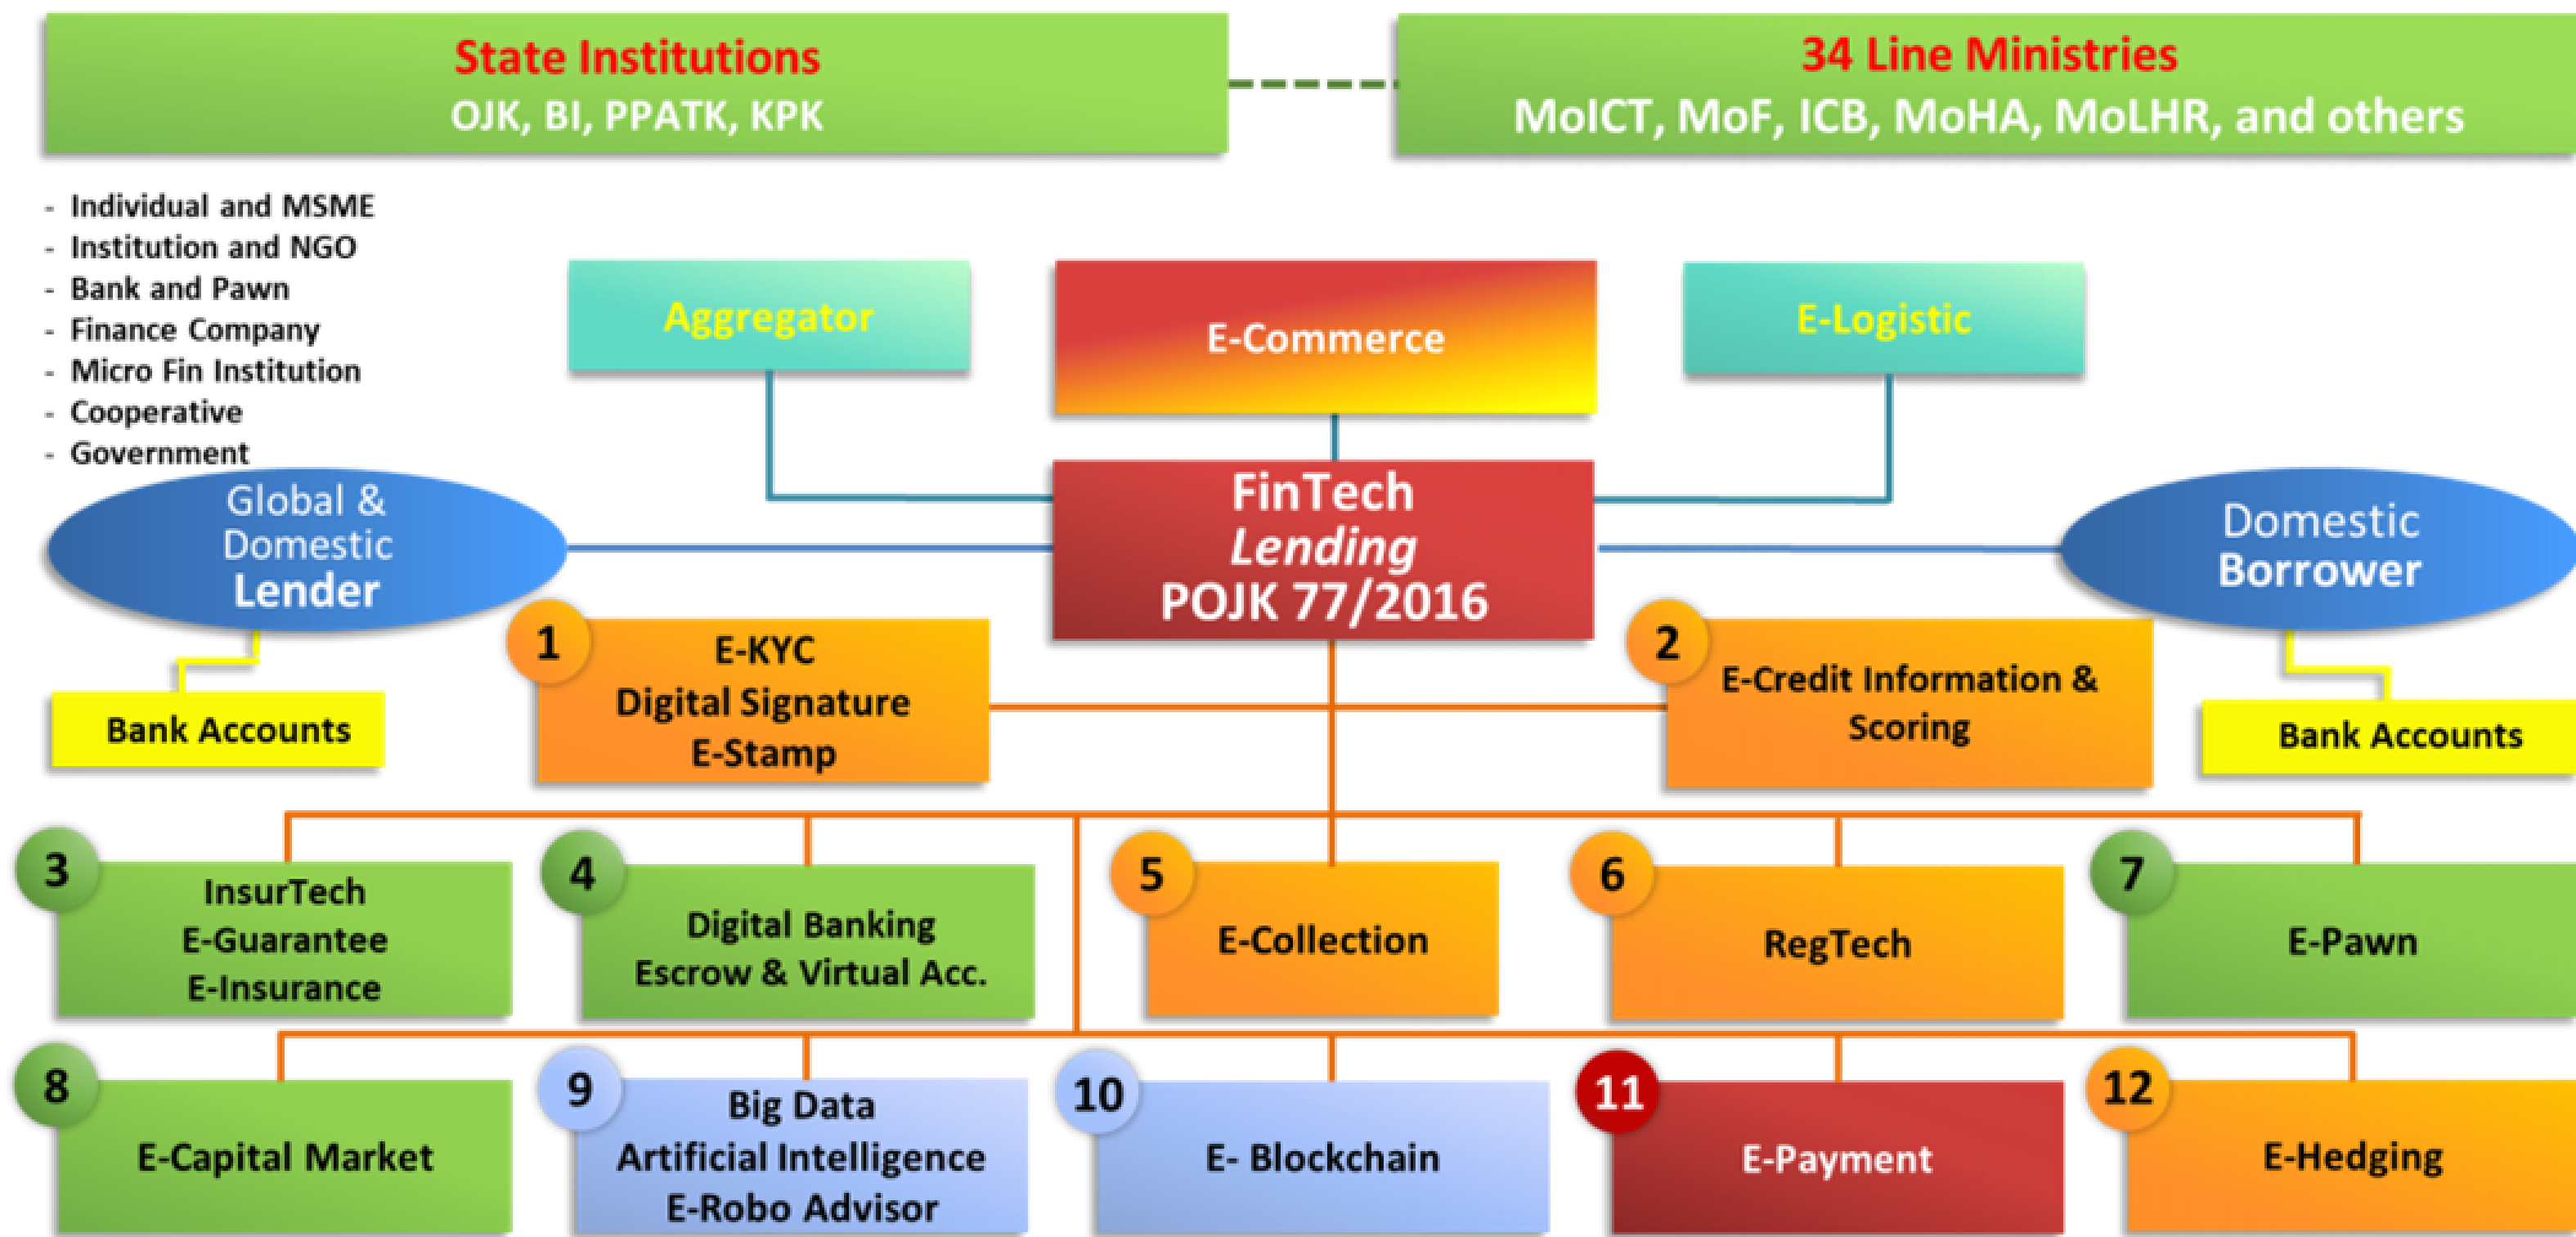 State Institutions
OJK, BI, PPATK, KPK
34 Line Ministries
MoICT, MoF, ICB, MoHA, MoLHR, and others
- Individual and MSME
- Institution and NGO
- Bank and Pawn
- Finance Company
- Micro Fin Institution
- Cooperative
- Government
Aggregator
E-Commerce
E-Logistic
Global &
Domestic
Lender
FinTech
Lending
POJK 77/2016
Domestic
Borrower
Bank Accounts
1
E-KYC
Digital Signature
E-Stamp
2
E-Credit Information &
Scoring
Bank Accounts
3
InsurTech
E-Guarantee
E-Insurance
4
Digital Banking
Escrow & Virtual Acc.
5
E-Collection
6
RegTech
7
E-Pawn
8
E-Capital Market
9
Big Data
Artificial Intelligence
E-Robo Advisor
10
E- Blockchain
11
E-Payment
12
E-Hedging